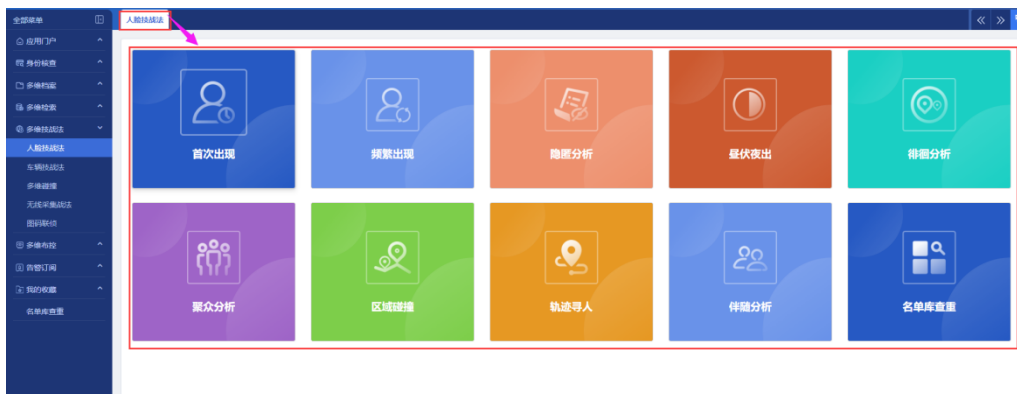 全部菜单
人脸技战法
应用门户
身份核查
多维档案
多维检索
多维技战法
人脸技战法
车辆技战法
多维碰撞
无线采集战法
图码联侦
多维布控
告警订阅
我的收藏
名单库查重
首次出现
频繁出现
隐匿分析
昼伏夜出
徘徊分析
聚众分析
区域碰撞
轨迹寻人
伴随分析
名单库查重